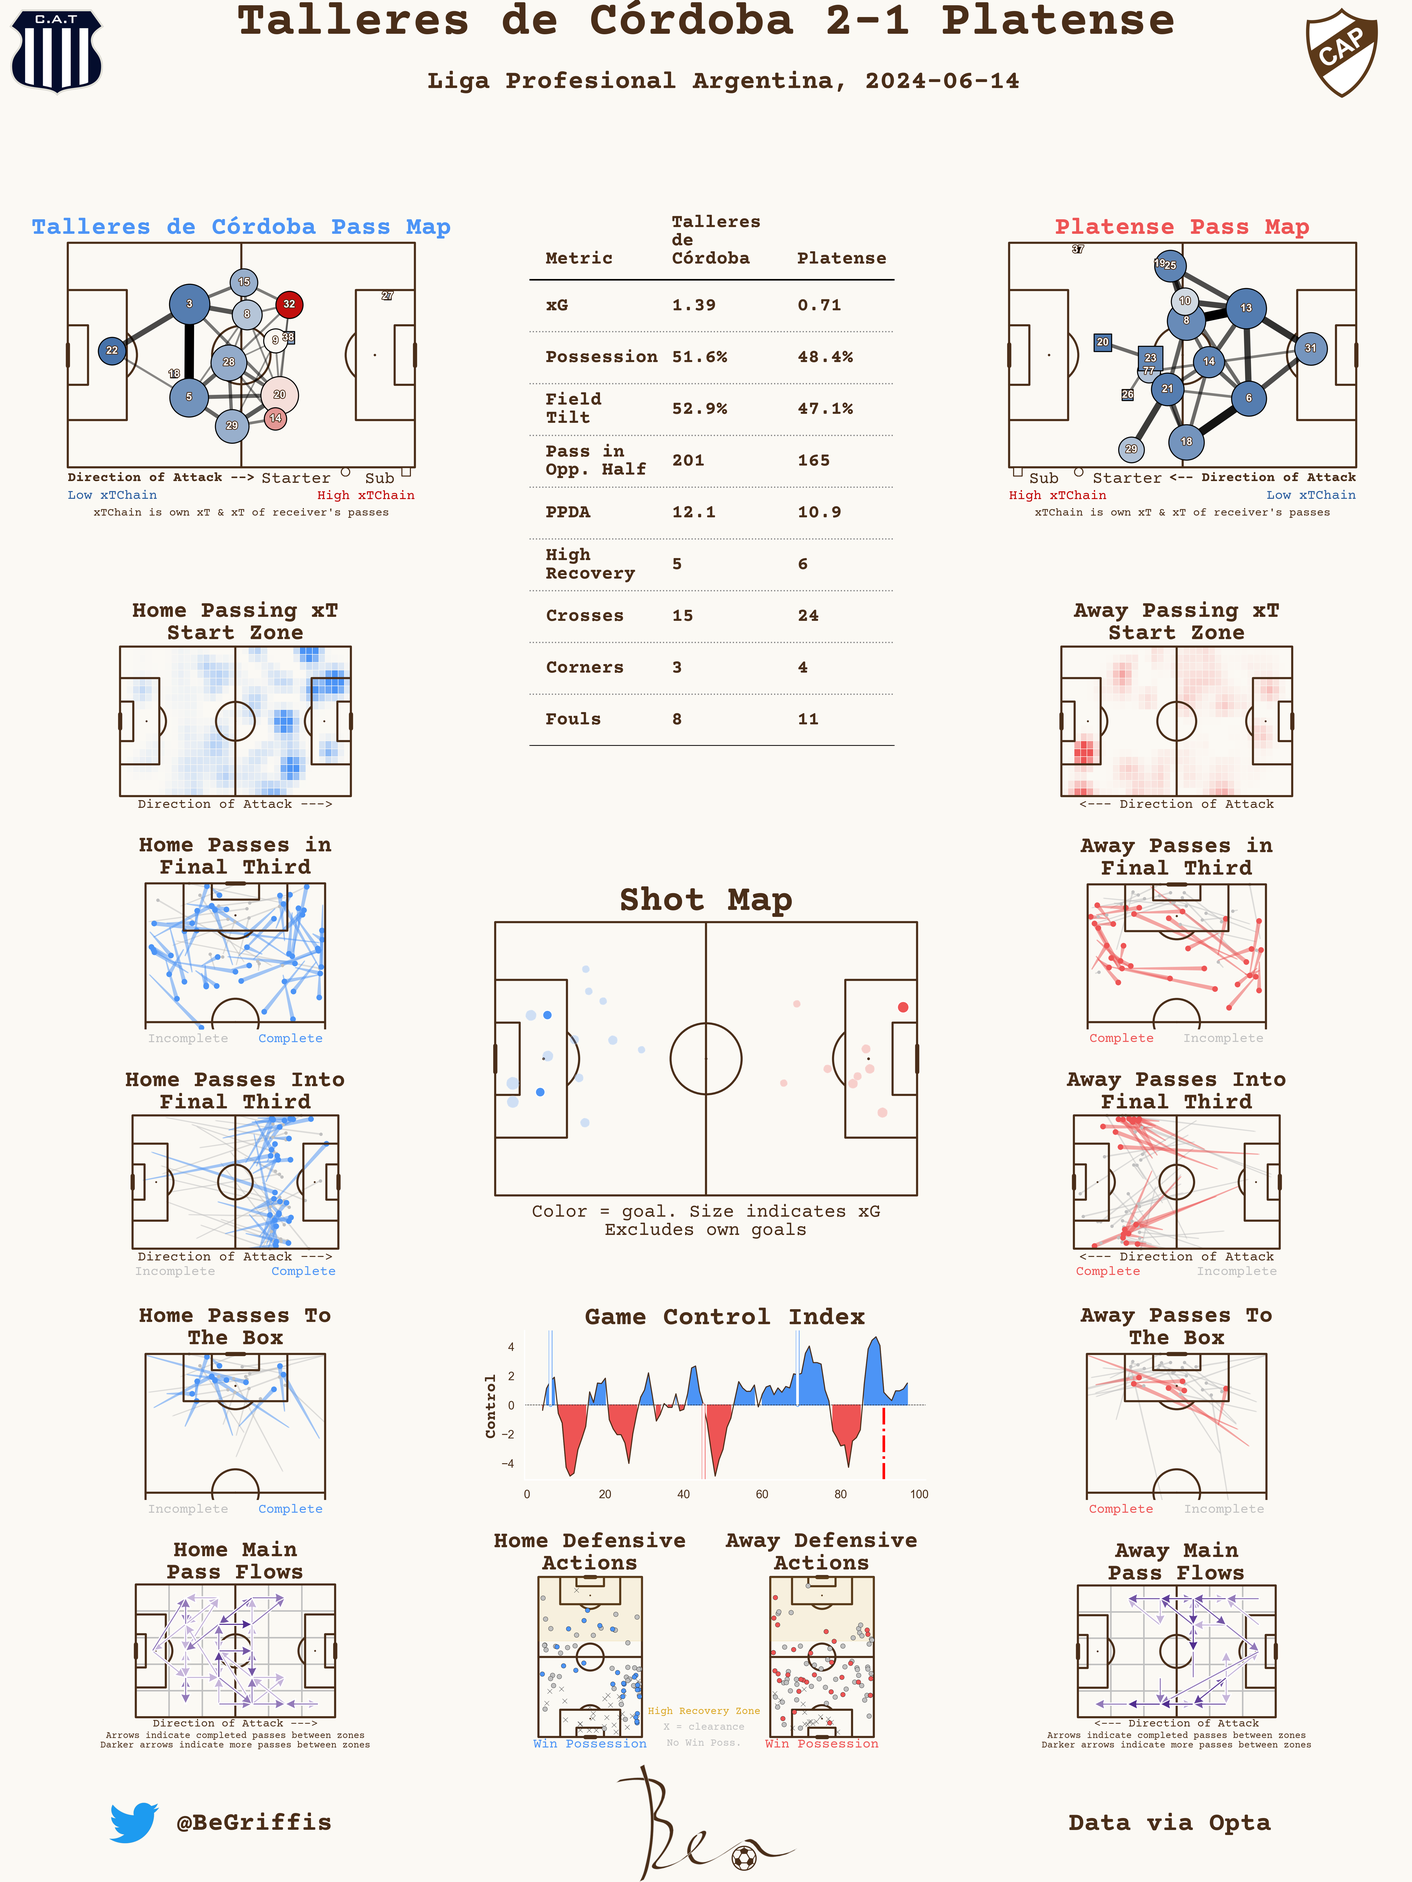 C.A.T
Talleres de Córdoba 2-1 Platense
CAP
Liga Profesional Argentina, 2024-06-14
Talleres de Córdoba Pass Map
15
3
32
27
8
9
38
22
28
18
5
20
14
29
Direction of Attack --> Starter Sub
Low xTChain High xTChain
xTChain is own xT & xT of receiver's passes
Metric Talleres de Córdoba Platense
xG 1.39 0.71
Possession 51.6% 48.4%
Field Tilt 52.9% 47.1%
Pass in Opp. Half 201 165
PPDA 12.1 10.9
High Recovery 5 6
Crosses 15 24
Corners 3 4
Fouls 8 11
Platense Pass Map
37
19
25
10
13
8
20
23
31
14
77
21
26
6
18
29
Sub Starter <-- Direction of Attack
High xTChain Low xTChain
xTChain is own xT & xT of receiver's passes
Home Passing xT
Start Zone
Direction of Attack --->
Away Passing xT
Start Zone
<--- Direction of Attack
Home Passes in
Final Third
Incomplete Complete
Away Passes in
Final Third
Complete Incomplete
Shot Map
Color = goal. Size indicates xG
Excludes own goals
Home Passes Into
Final Third
Direction of Attack --->
Incomplete Complete
Away Passes Into
Final Third
<--- Direction of Attack
Complete Incomplete
Home Passes To
The Box
Incomplete Complete
Game Control Index
Control
4
2
0
−2
−4
0 20 40 60 80 100
Away Passes To
The Box
Complete Incomplete
Home Main
Pass Flows
Direction of Attack --->
Arrows indicate completed passes between zones
Darker arrows indicate more passes between zones
Home Defensive
Actions
Win Possession
Away Defensive
Actions
Win Possession
High Recovery Zone
X = clearance
No Win Poss.
Away Main
Pass Flows
<--- Direction of Attack
Arrows indicate completed passes between zones
Darker arrows indicate more passes between zones
@BeGriffis
Ben
Data via Opta